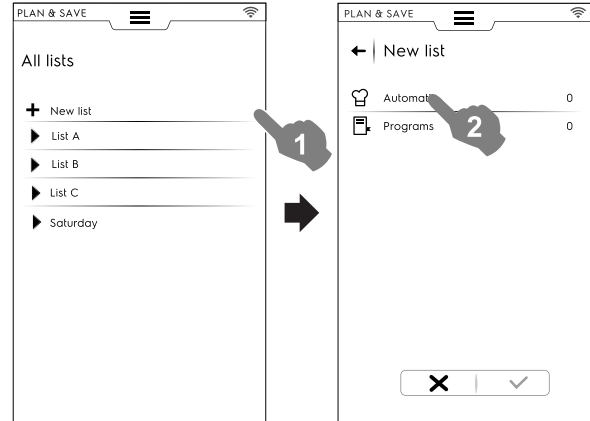 PLAN & SAVE
All lists
New list
List A
List B
List C
Saturday
1
PLAN & SAVE
New list
0
Programs 0
2